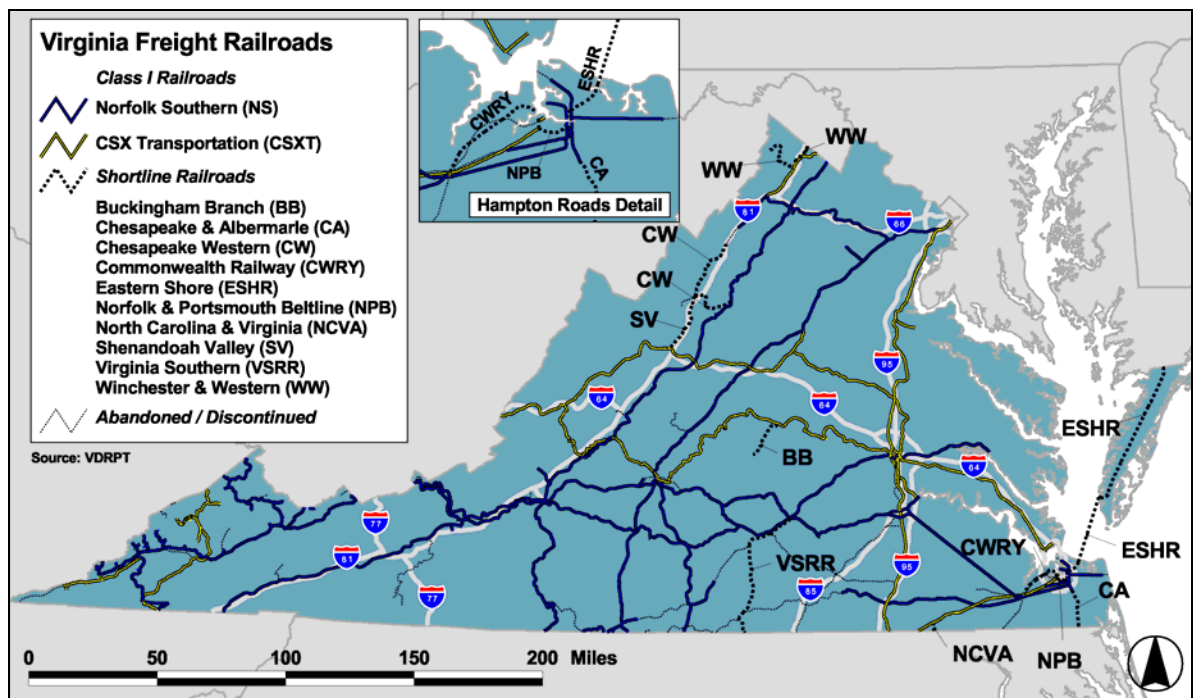 Virginia Freight Railroads
Class I Railroads
Norfolk Southern (NS)
CSX Transportation (CSXT)
Shortline Railroads
Buckingham Branch (BB)
Chesapeake & Albermarle (CA)
Chesapeake Western (CW)
Commonwealth Railway (CWRY)
Eastern Shore (ESHR)
Norfolk & Portsmouth Beltline (NPB)
North Carolina & Virginia (NCVA)
Shenandoah Valley (SV)
Virginia Southern (VSRR)
Winchester & Western (WW)
Abandoned / Discontinued
Source: VDRPT
ESHR
CWRY
NPB
CA
Hampton Roads Detail
WW
WW
81
66
CW
CW
SV
95
64
64
ESHR
BB
64
77
CWRY
ESHR
81
VSRR
95
77
85
CA
NCVA
NPB
0
50
100
150
200 Miles